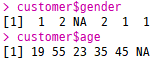 > customer$gender
[1]  1  2 NA  2  1  1
> customer$age
[1] 19 55 23 35 45 NA